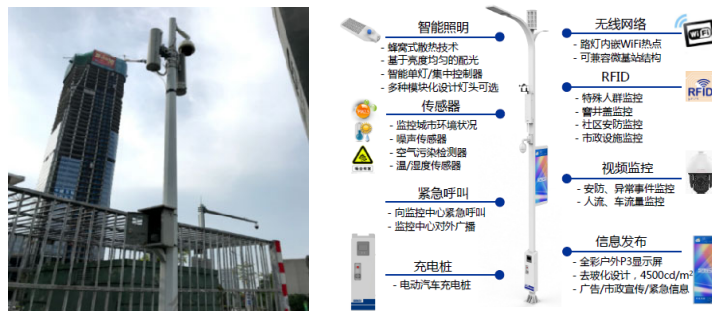 智能照明
- 蜂窝式散热技术
- 基于亮度均匀的配光
- 智能单灯/集中控制器
- 多种模块化设计灯头可选
传感器
- 监控城市环境状况
- 噪声传感器
- 空气污染检测器
- 温/湿度传感器
紧急呼叫
- 向监控中心紧急呼叫
- 监控中心对外广播
充电桩
- 电动汽车充电桩
无线网络
- 路灯内嵌WiFi热点
- 可兼容微基站结构
WiFi
RFID
- 特殊人群监控
- 窨井盖监控
- 社区安防监控
- 市政设施监控
RFID
视频监控
- 安防、异常事件监控
- 人流、车流量监控
信息发布
- 全彩户外P3显示屏
- 去玻化设计，4500cd/m²
- 广告/市政宣传/紧急信息